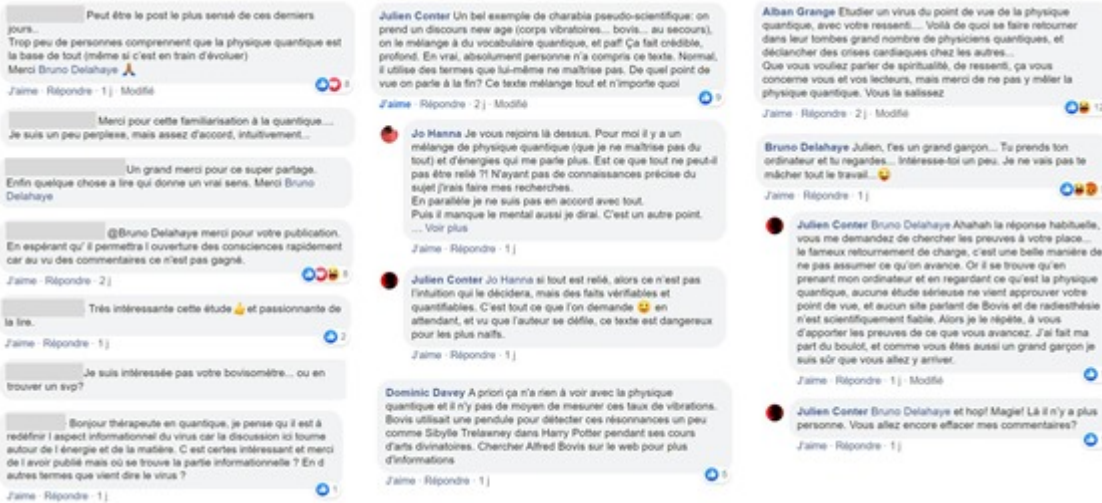 Peut être le post le plus sensé de ces derniers
jours..
Trop peu de personnes comprennent que la physique quantique est
la base de tout (même si c'est en train d'évoluer)
Merci Bruno Delahaye 🙏
8
J'aime · Répondre · 1 j · Modifié
Merci pour cette familiarisation à la quantique....
Je suis un peu perplexe, mais assez d'accord, intuitivement...
Un grand merci pour ce super partage.
Enfin quelque chose a lire qui donne un vrai sens. Merci Bruno
Delahaye
@Bruno Delahaye merci pour votre publication.
En espérant qu' il permettra l ouverture des consciences rapidement
car au vu des commentaires ce n'est pas gagné.
J'aime · Répondre · 2 j
Très intéressante cette étude 👍 et passionnante de
la lire.
2
J'aime · Répondre · 1 j
Je suis intéressée pas votre bovisomètre... ou en
trouver un svp?
Bonjour thérapeute en quantique, je pense qu il est à
redéfinir l aspect informationnel du virus car la discussion ici tourne
autour de l énergie et de la matière. C est certes intéressant et merci
de l avoir publié mais où se trouve la partie informationnelle ? En d
autres termes que vient dire le virus ?
1
J'aime · Répondre · 1 j
Julien Conter Un bel exemple de charabia pseudo-scientifique: on
prend un discours new age (corps vibratoires... bovis... au secours),
on le mélange à du vocabulaire quantique, et paf! Ça fait crédible,
profond. En vrai, absolument personne n'a compris ce texte. Normal,
il utilise des termes que lui-même ne maîtrise pas. De quel point de
vue on parle à la fin? Ce texte mélange tout et n'importe quoi
9
J'aime · Répondre · 2 j · Modifié
Jo Hanna Je vous rejoins là dessus. Pour moi il y a un
mélange de physique quantique (que je ne maîtrise pas du
tout) et d'énergies qui me parle plus. Est ce que tout ne peut-il
pas être relié ?! N'ayant pas de connaissances précise du
sujet j'irais faire mes recherches.
En parallèle je ne suis pas en accord avec tout.
Puis il manque le mental aussi je dirai. C'est un autre point.
... Voir plus
J'aime · Répondre · 1 j
Julien Conter Jo Hanna si tout est relié, alors ce n'est pas
l'intuition qui le décidera, mais des faits vérifiables et
quantifiables. C'est tout ce que l'on demande 😉 en
attendant, et vu que l'auteur se défile, ce texte est dangereux
pour les plus naïfs.
J'aime · Répondre · 1 j
Dominic Davey A priori ça n'a rien à voir avec la physique
quantique et il n'y pas de moyen de mesurer ces taux de vibrations.
Bovis utilisait une pendule pour détecter ces résonnances un peu
comme Sibylle Trelawney dans Harry Potter pendant ses cours
d'arts divinatoires. Chercher Alfred Bovis sur le web pour plus
d'informations
J'aime · Répondre · 1 j
Alban Grange Etudier un virus du point de vue de la physique
quantique, avec votre ressenti.... Voilà de quoi se faire retourner
dans leur tombes grand nombre de physiciens quantiques, et
déclancher des crises cardiaques chez les autres...
Que vous vouliez parler de spiritualité, de ressenti, ça vous
concerne vous et vos lecteurs, mais merci de ne pas y mêler la
physique quantique. Vous la salissez
12
J'aime · Répondre · 2 j · Modifié
Bruno Delahaye Julien, t'es un grand garçon... Tu prends ton
ordinateur et tu regardes... Intéresse-toi un peu. Je ne vais pas te
mâcher tout le travail...😜
J'aime · Répondre · 1 j
Julien Conter Bruno Delahaye Ahahah la réponse habituelle,
vous me demandez de chercher les preuves à votre place...
le fameux retournement de charge, c'est une belle manière de
ne pas assumer ce qu'on avance. Or il se trouve qu'en
prenant mon ordinateur et en regardant ce qu'est la physique
quantique, aucune étude sérieuse ne vient approuver votre
point de vue, et aucun site parlant de Bovis et de radiesthésie
n'est scientifiquement fiable. Alors je le répète, à vous
d'apporter les preuves de ce que vous avancez. J'ai fait ma
part du boulot, et comme vous êtes aussi un grand garçon je
suis sûr que vous allez y arriver.
J'aime · Répondre · 1 j · Modifié
Julien Conter Bruno Delahaye et hop! Magie! Là il n'y a plus
personne. Vous allez encore effacer mes commentaires?
J'aime · Répondre · 1 j